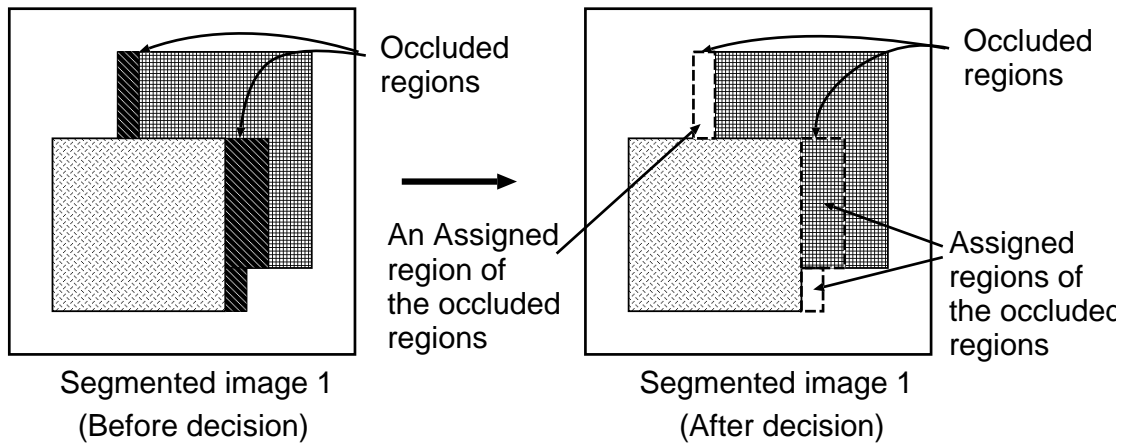 Occluded
regions
An Assigned
region of
the occluded
regions
Segmented image 1
(Before decision)
Occluded
regions
Assigned
regions of
the occluded
regions
Segmented image 1
(After decision)